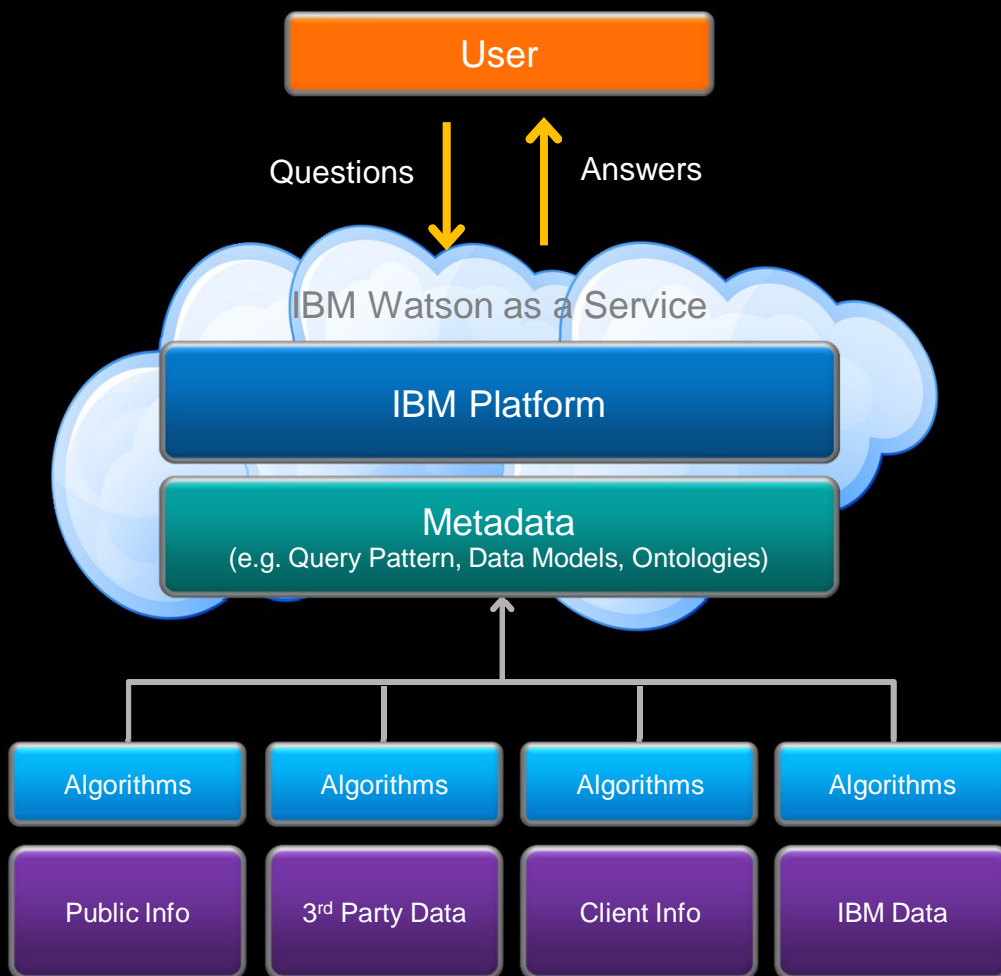 User
Questions
Answers
IBM Watson as a Service
IBM Platform
Metadata
(e.g. Query Pattern, Data Models, Ontologies)
Algorithms
Algorithms
Algorithms
Algorithms
Public Info
3rd Party Data
Client Info
IBM Data